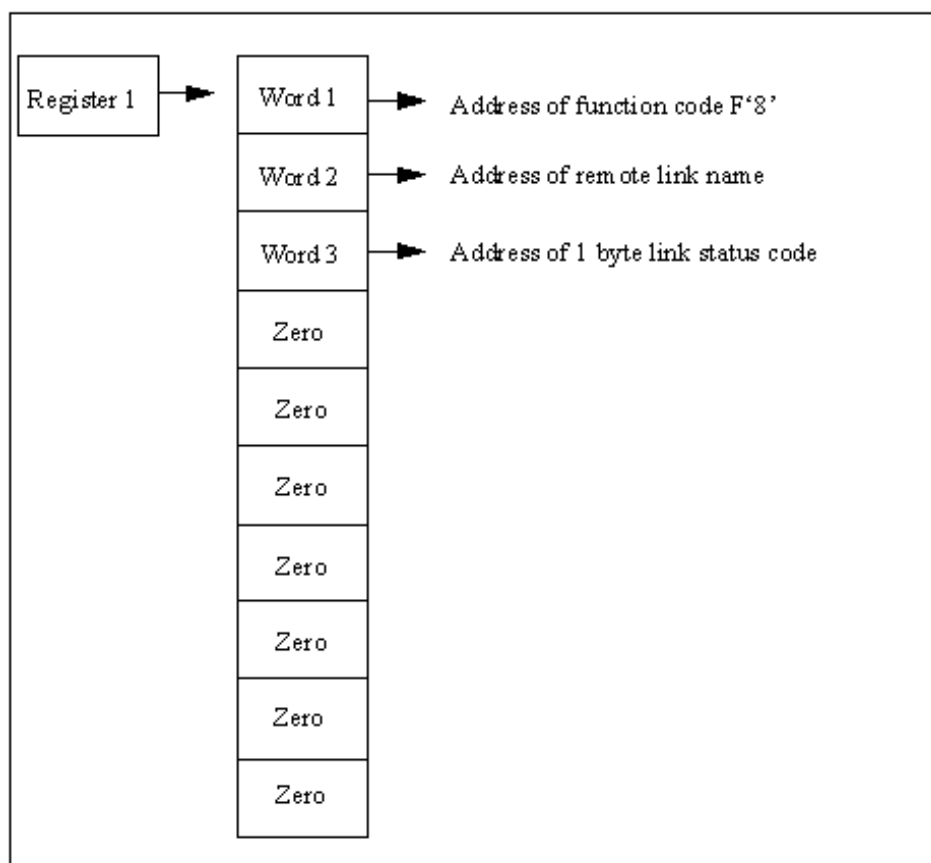 Register 1
Word 1
Address of function code F‘8’
Word 2
Address of remote link name
Word 3
Address of 1 byte link status code
Zero
Zero
Zero
Zero
Zero
Zero
Zero